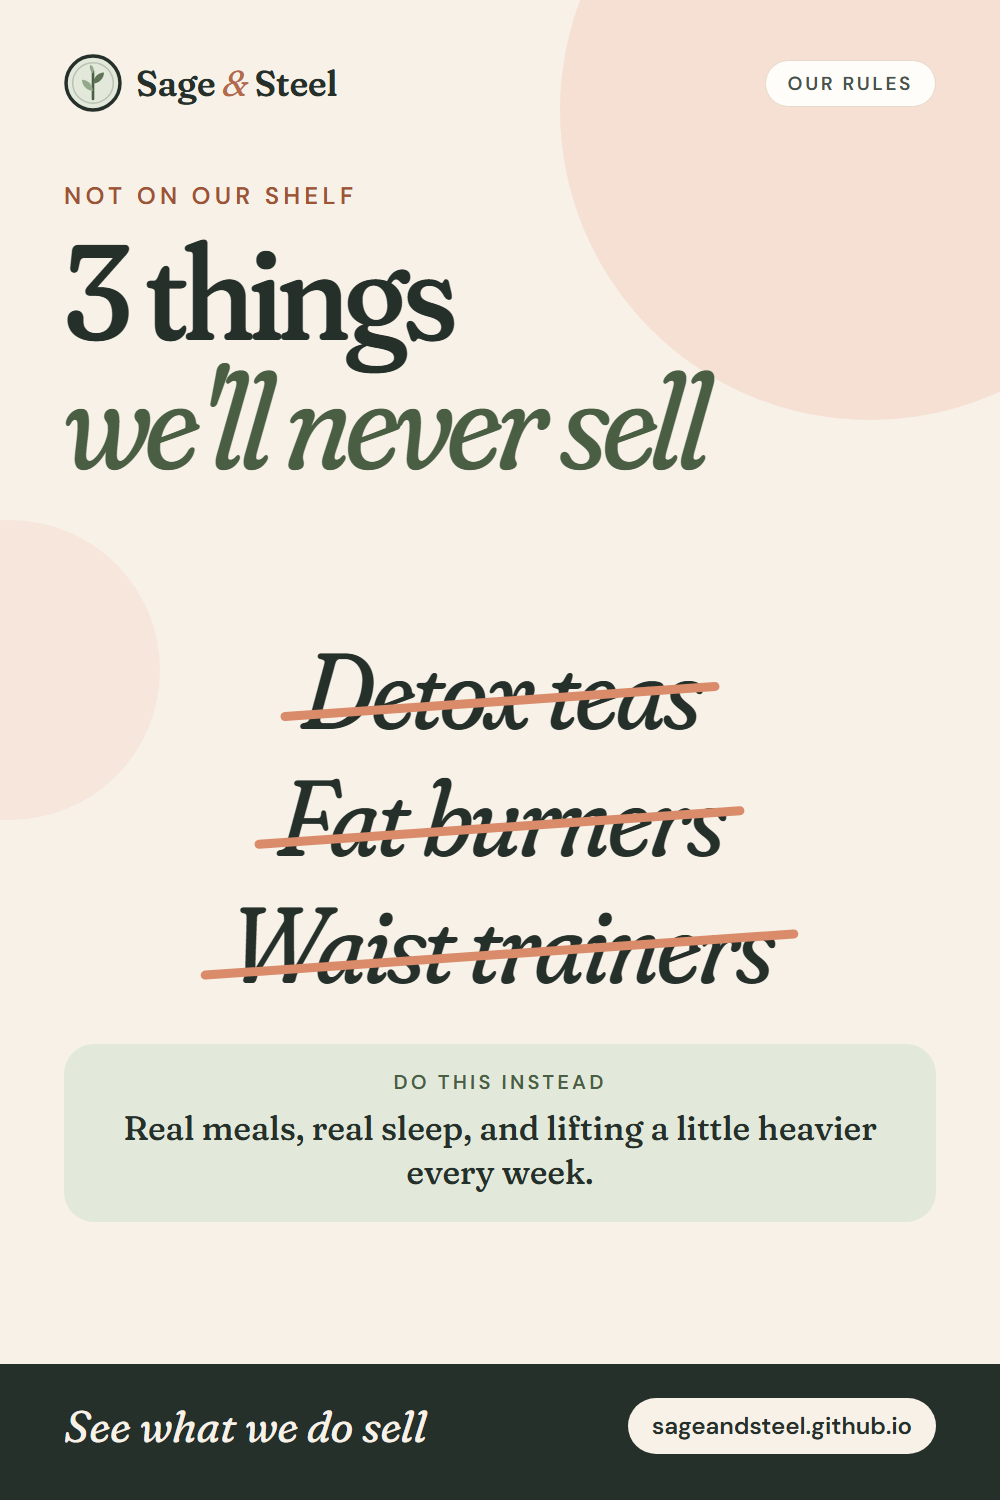 Sage & Steel
OUR RULES
NOT ON OUR SHELF
3 things
we'll never sell
Detox teas
Fat burners
Waist trainers
DO THIS INSTEAD
Real meals, real sleep, and lifting a little heavier
every week.
See what we do sell
sageandsteel.github.io